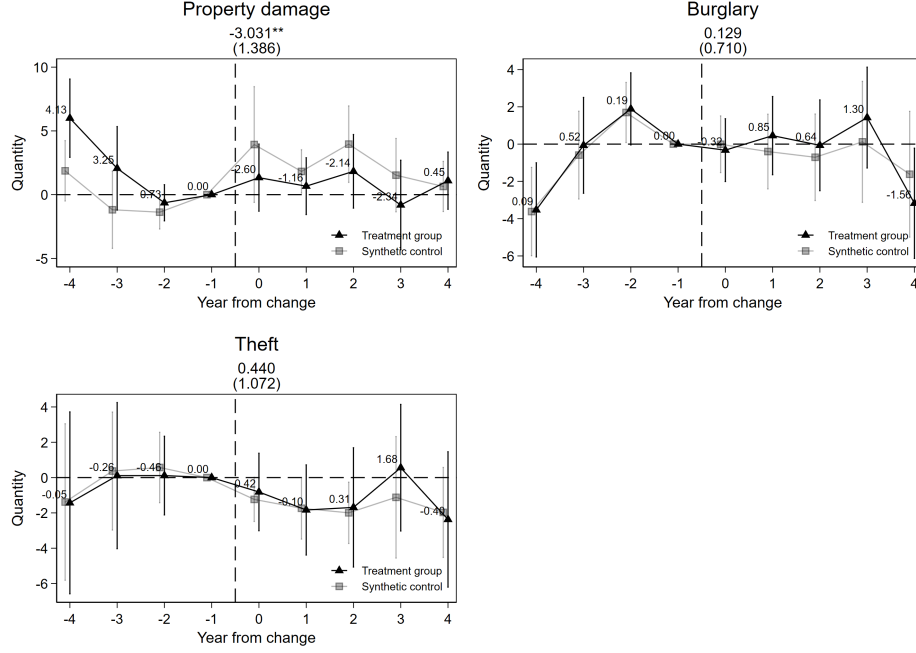 Property damage
-3.031**
(1.386)
10
5
0
-5
Quantity
4.13
3.25
0.73
0.00
-2.60
-1.16
-2.14
-2.34
0.45
Treatment group
Synthetic control
-4 -3 -2 -1 0 1 2 3 4
Year from change
Burglary
0.129
(0.710)
4
2
0
-2
-4
-6
Quantity
0.09
0.52
0.19
0.00
-0.32
0.85
0.64
1.30
-1.56
Treatment group
Synthetic control
-4 -3 -2 -1 0 1 2 3 4
Year from change
Theft
0.440
(1.072)
4
2
0
-2
-4
-6
Quantity
-0.05
-0.26
-0.46
0.00
0.42
-0.10
0.31
1.68
-0.40
Treatment group
Synthetic control
-4 -3 -2 -1 0 1 2 3 4
Year from change